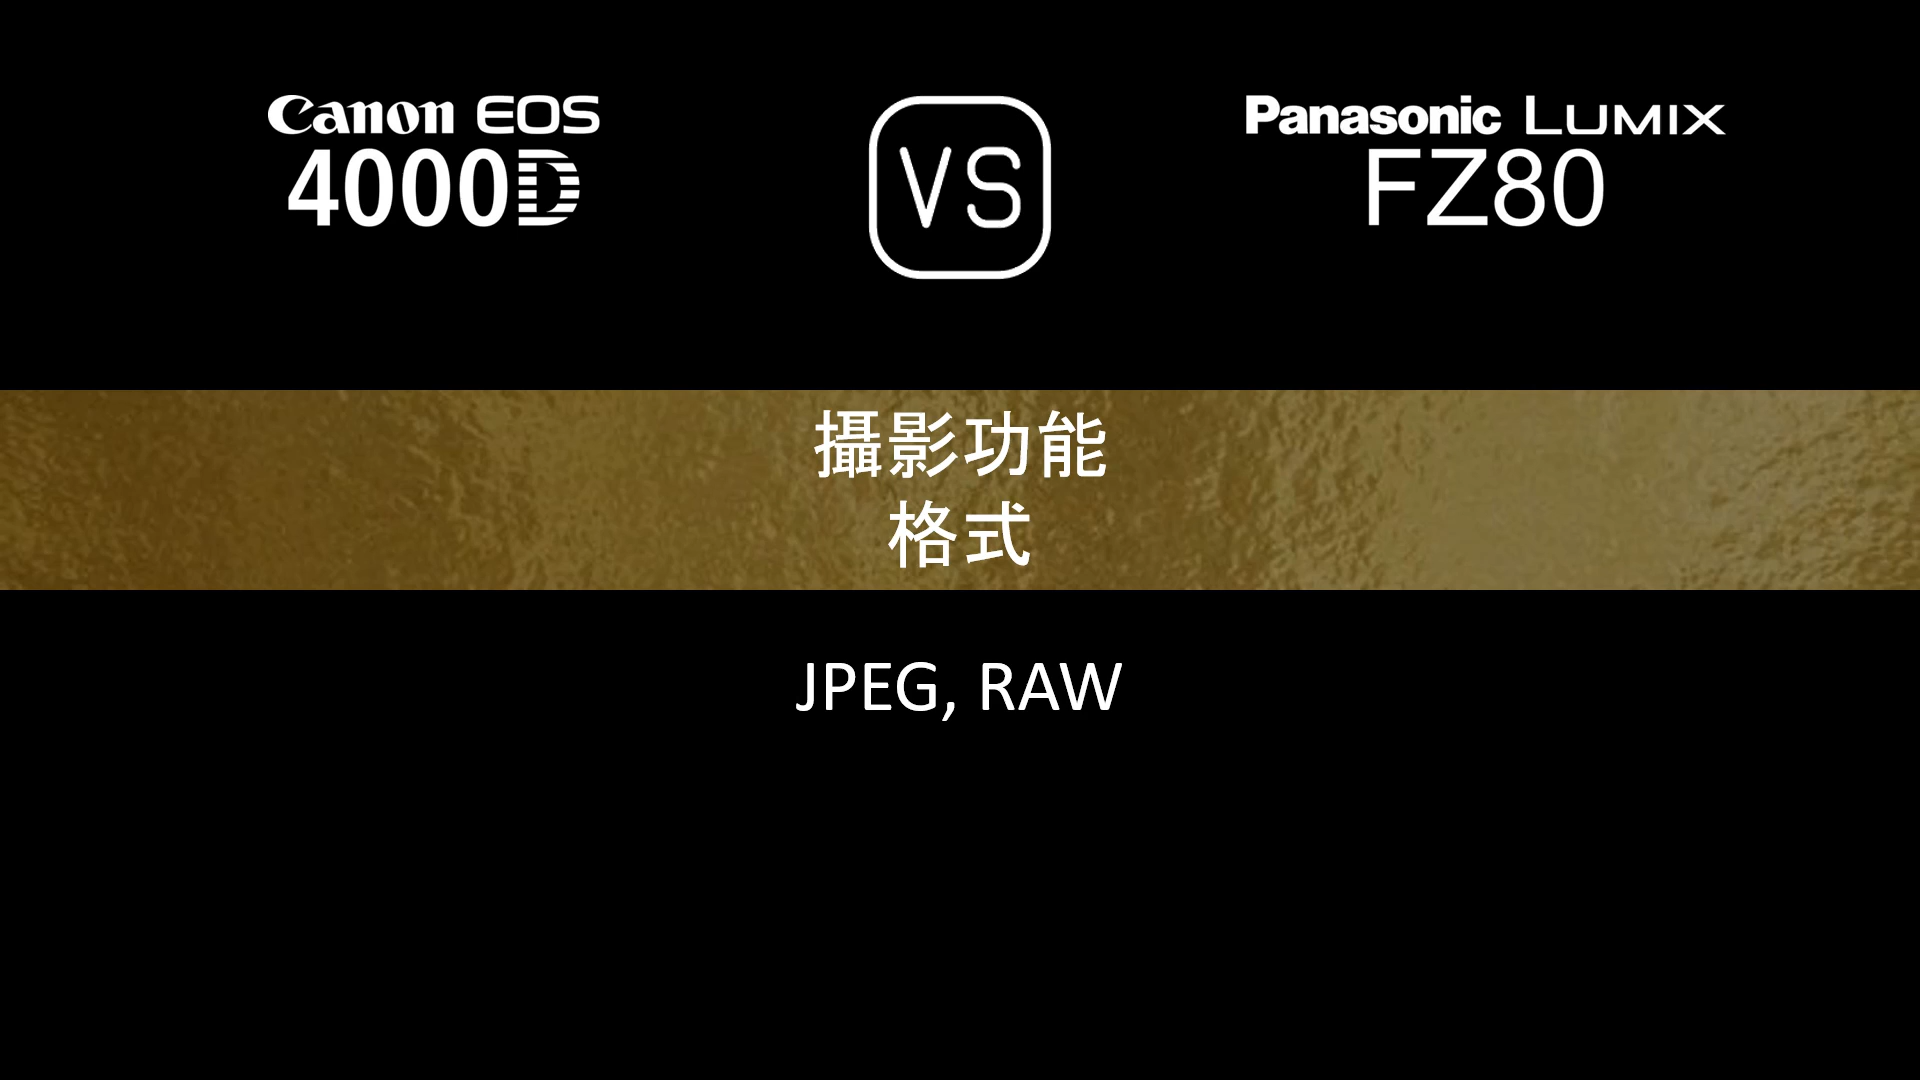 Canon EOS
4000D
VS
Panasonic LUMIX
FZ80
攝影功能
格式
JPEG, RAW